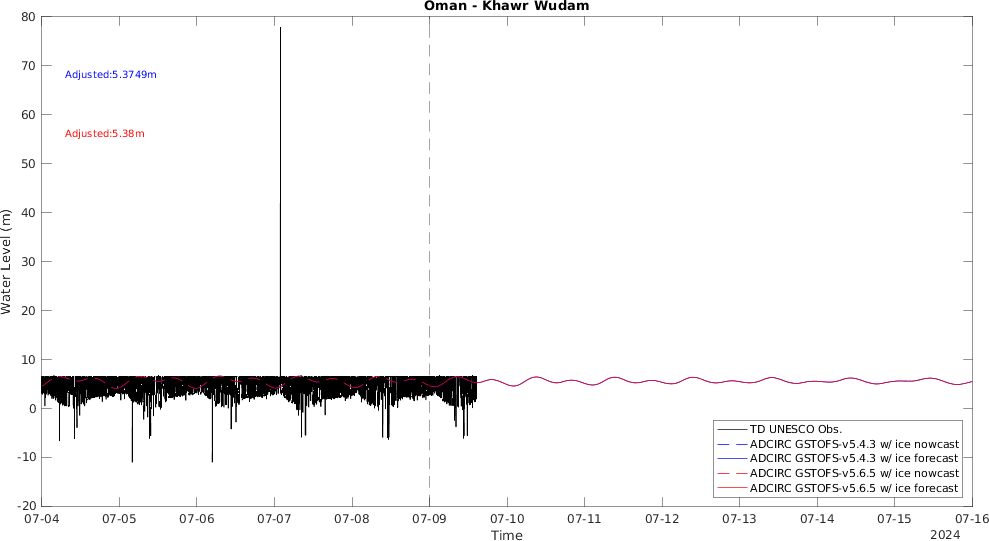 Oman - Khawr Wudam
80
70
60
50
40
30
20
10
0
-10
-20
Water Level (m)
Adjusted:5.3749m
Adjusted:5.38m
TD UNESCO Obs.
ADCIRC GSTOFS-v5.4.3 w/ ice nowcast
ADCIRC GSTOFS-v5.4.3 w/ ice forecast
ADCIRC GSTOFS-v5.6.5 w/ ice nowcast
ADCIRC GSTOFS-v5.6.5 w/ ice forecast
07-04 07-05 07-06 07-07 07-08 07-09 07-10 07-11 07-12 07-13 07-14 07-15 07-16
Time
2024